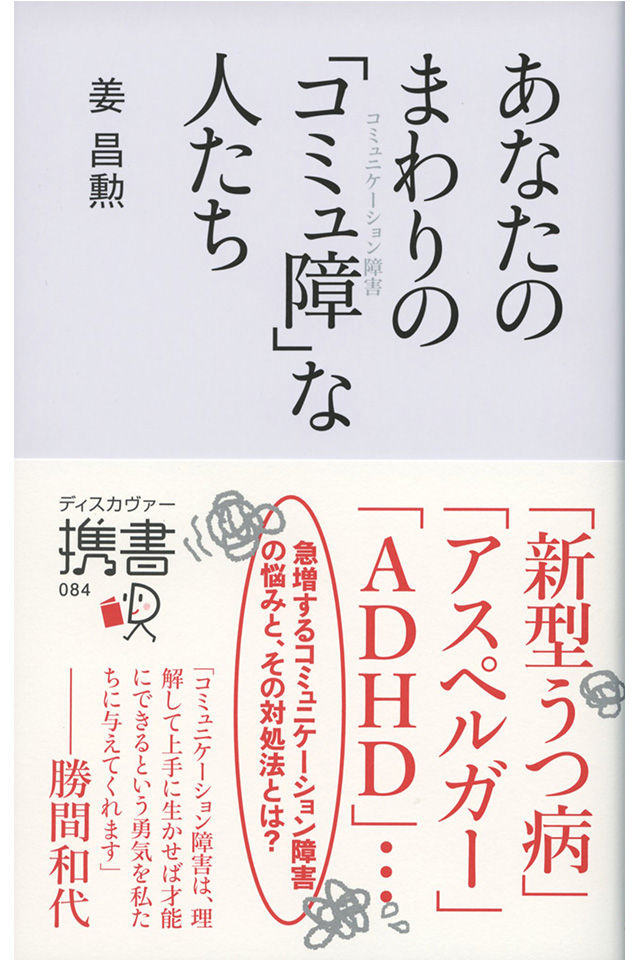 あなたの
まわりの
「コミュ障」な
コミュニケーション障害
人たち
姜 昌勲
「新型うつ病」
「アスペルガー」
「ADHD」…
急増するコミュニケーション障害
の悩みと、その対処法とは?
ディスカヴァー
携書
084
「コミュニケーション障害は、理
解して上手に生かせば才能
にできるという勇気を私た
ちに与えてくれます」
――勝間和代